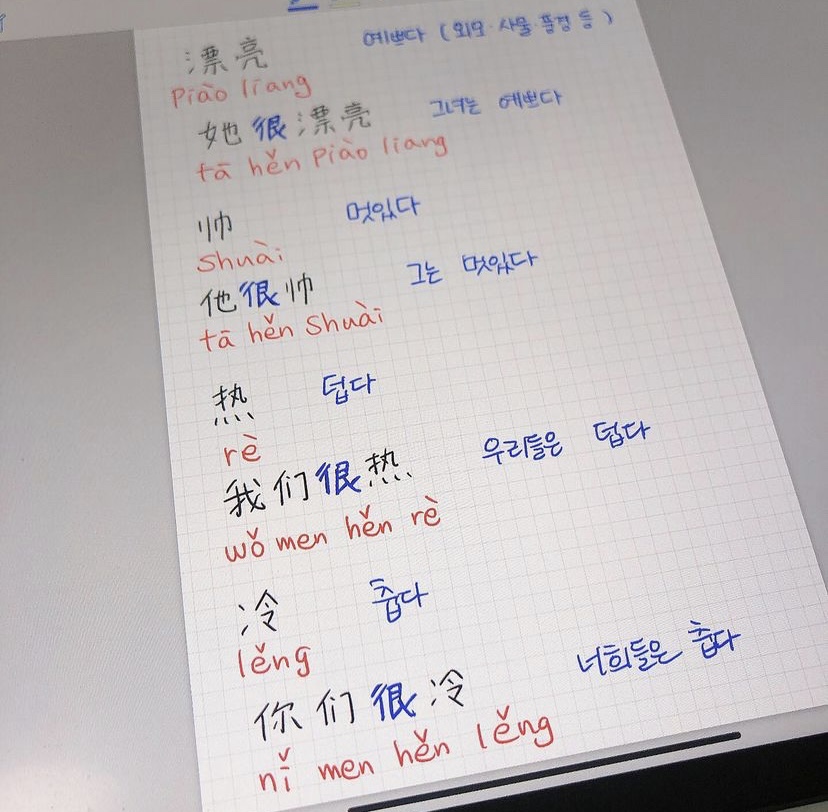 漂亮 예쁘다 (외모·사물·풍경 등)
piào liang
她很漂亮 그녀는 예쁘다
tā hěn piào liang
帅 멋있다
shuài
他很帅 그는 멋있다
tā hěn shuài
热 덥다
rè
我们很热 우리들은 덥다
wǒ men hěn rè
冷 춥다
lěng
你们很冷 너희들은 춥다
nǐ men hěn lěng